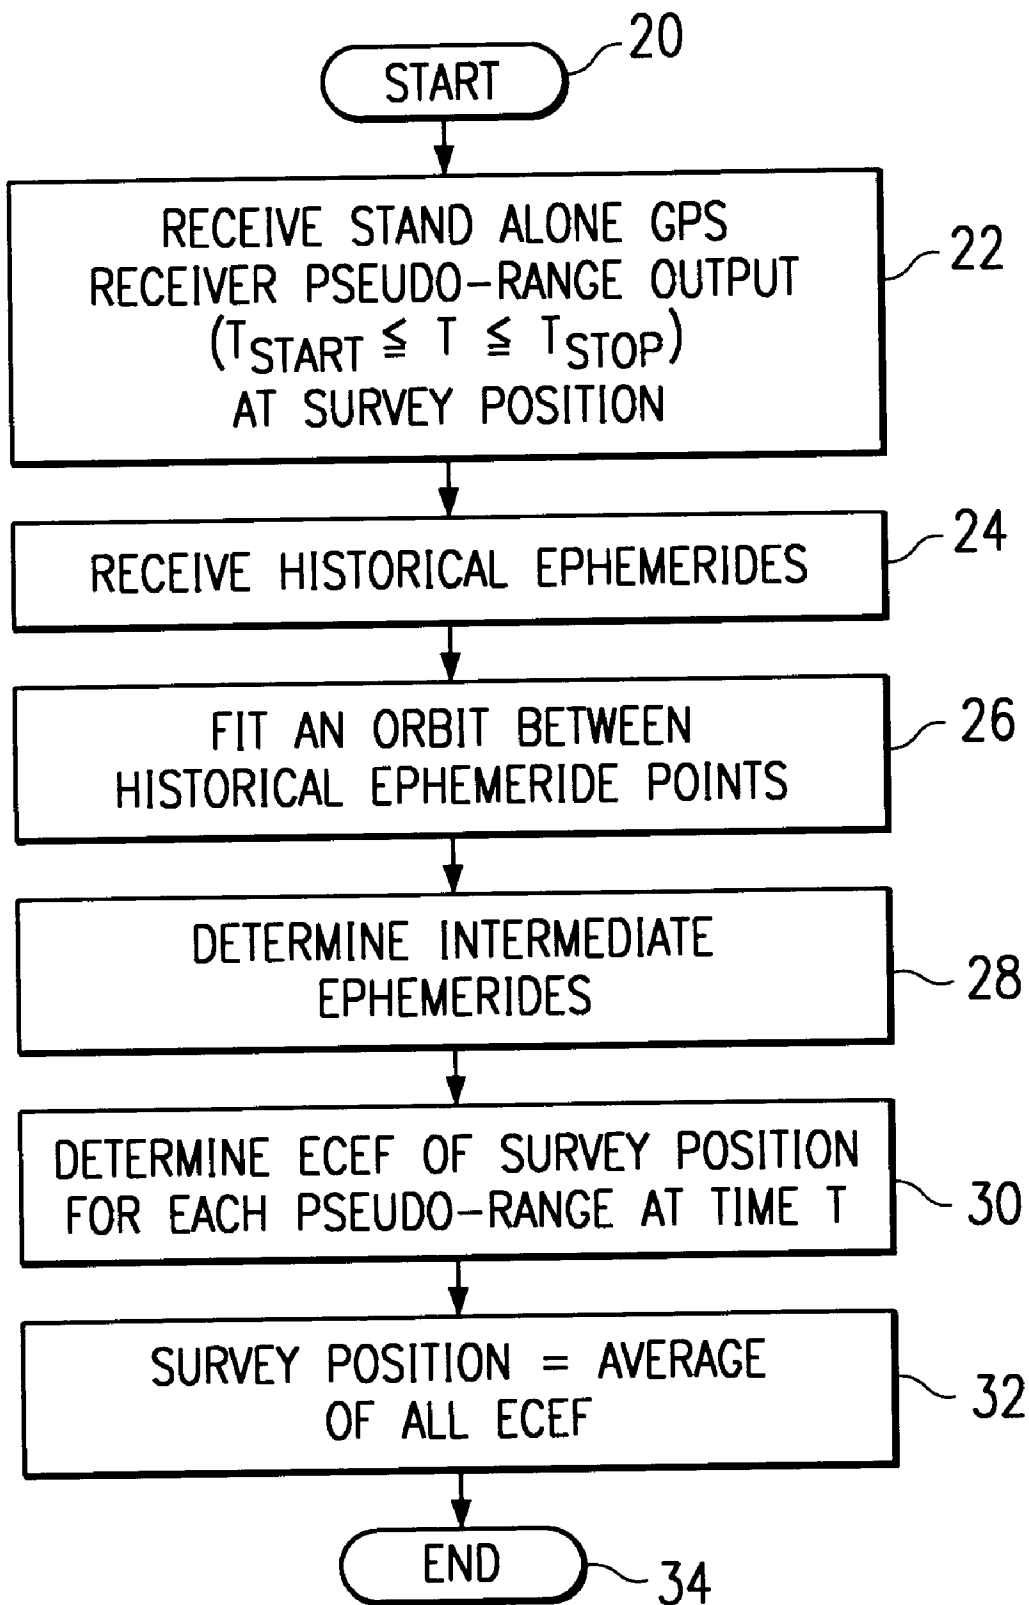 START
20
RECEIVE STAND ALONE GPS
RECEIVER PSEUDO-RANGE OUTPUT
(TSTART ≦ T ≦ TSTOP)
AT SURVEY POSITION
22
RECEIVE HISTORICAL EPHEMERIDES
24
FIT AN ORBIT BETWEEN
HISTORICAL EPHEMERIDE POINTS
26
DETERMINE INTERMEDIATE
EPHEMERIDES
28
DETERMINE ECEF OF SURVEY POSITION
FOR EACH PSEUDO-RANGE AT TIME T
30
SURVEY POSITION = AVERAGE
OF ALL ECEF
32
END
34